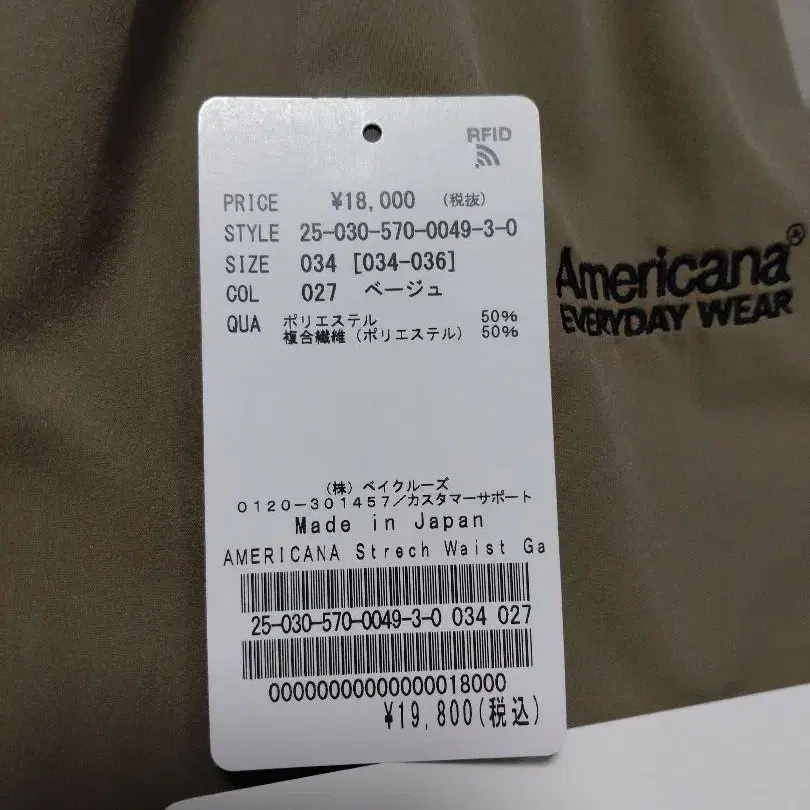 RFID
PRICE ¥18,000 (税抜)
STYLE 25-030-570-0049-3-0
SIZE 034 [034-036]
COL 027 ベージュ
QUA ポリエステル 50%
複合繊維(ポリエステル) 50%
(株)ベイクルーズ
0120-301457/カスタマーサポート
Made in Japan
AMERICANA Strech Waist Ga
25-030-570-0049-3-0 034 027
00000000000000018000
¥19,800(税込)
Americana®
EVERYDAY WEAR